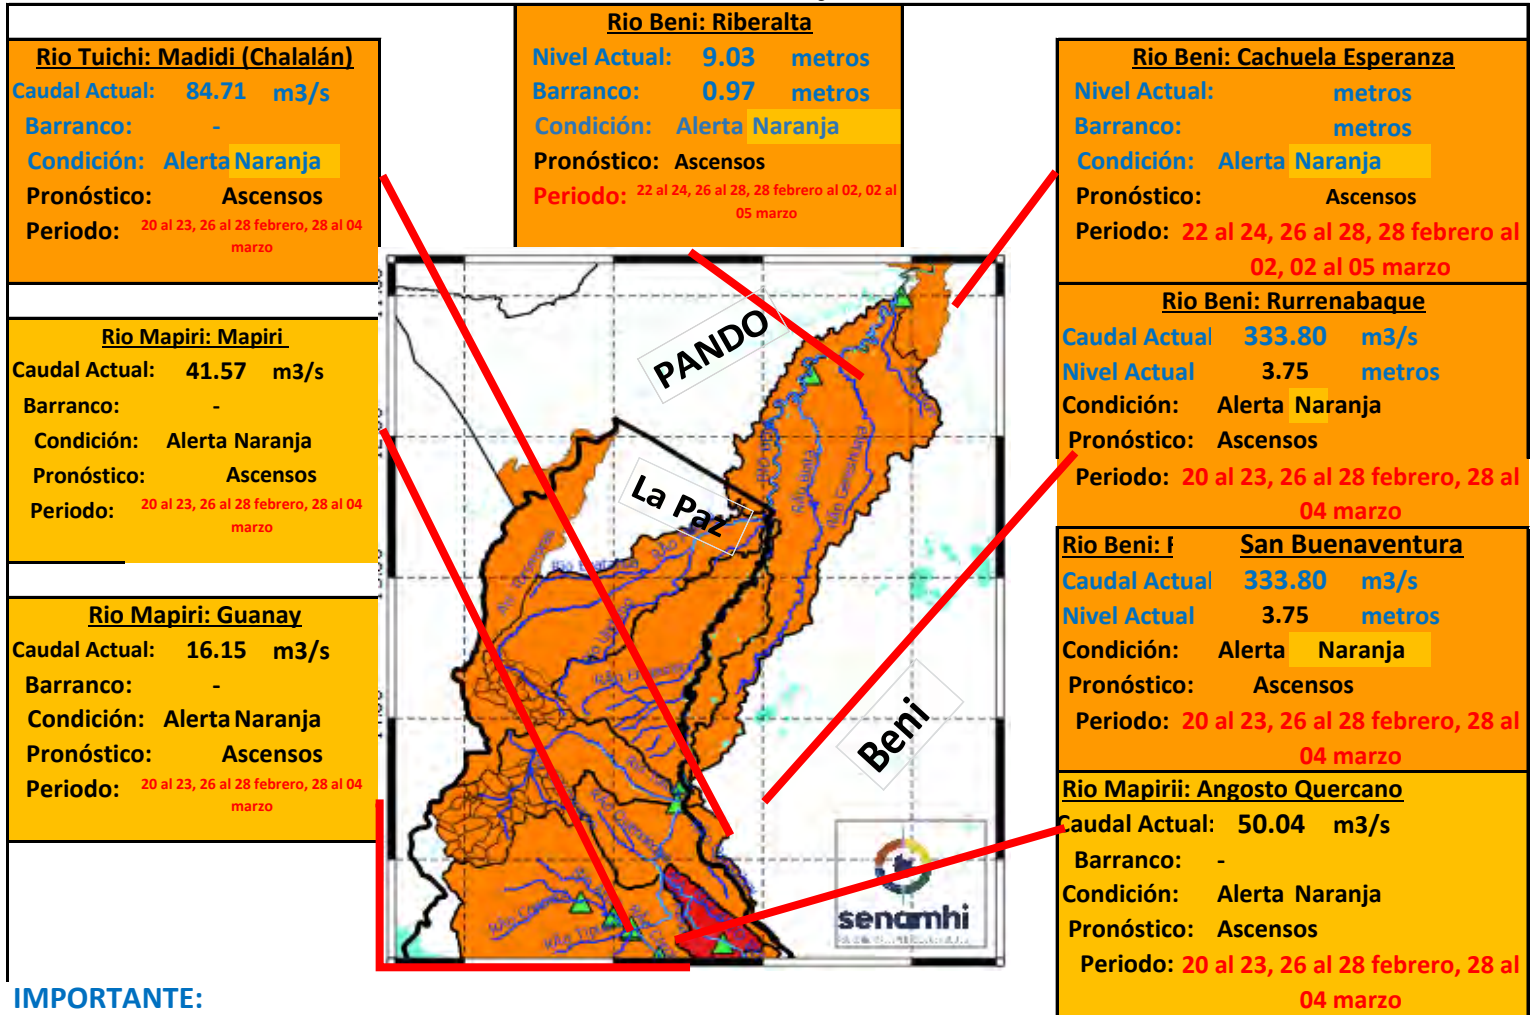 Rio Beni: Riberalta
Nivel Actual: 9.03 metros
Barranco: 0.97 metros
Condición: Alerta Naranja
Pronóstico: Ascensos
Periodo: 22 al 24, 26 al 28, 28 febrero al 02, 02 al
05 marzo
Rio Tuichi: Madidi (Chalalán)
Caudal Actual: 84.71 m3/s
Barranco: -
Condición: Alerta Naranja
Pronóstico: Ascensos
Periodo: 20 al 23, 26 al 28 febrero, 28 al 04
marzo
Rio Mapiri: Mapiri
Caudal Actual: 41.57 m3/s
Barranco: -
Condición: Alerta Naranja
Pronóstico: Ascensos
Periodo: 20 al 23, 26 al 28 febrero, 28 al 04
marzo
Rio Mapiri: Guanay
Caudal Actual: 16.15 m3/s
Barranco: -
Condición: Alerta Naranja
Pronóstico: Ascensos
Periodo: 20 al 23, 26 al 28 febrero, 28 al 04
marzo
PANDO
La Paz
Beni
senamhi
Rio Beni: Cachuela Esperanza
Nivel Actual: metros
Barranco: metros
Condición: Alerta Naranja
Pronóstico: Ascensos
Periodo: 22 al 24, 26 al 28, 28 febrero al
02, 02 al 05 marzo
Rio Beni: Rurrenabaque
Caudal Actual 333.80 m3/s
Nivel Actual 3.75 metros
Condición: Alerta Naranja
Pronóstico: Ascensos
Periodo: 20 al 23, 26 al 28 febrero, 28 al
04 marzo
Rio Beni: San Buenaventura
Caudal Actual 333.80 m3/s
Nivel Actual 3.75 metros
Condición: Alerta Naranja
Pronóstico: Ascensos
Periodo: 20 al 23, 26 al 28 febrero, 28 al
04 marzo
Rio Mapirii: Angosto Quercano
Caudal Actual: 50.04 m3/s
Barranco: -
Condición: Alerta Naranja
Pronóstico: Ascensos
Periodo: 20 al 23, 26 al 28 febrero, 28 al
04 marzo
IMPORTANTE: